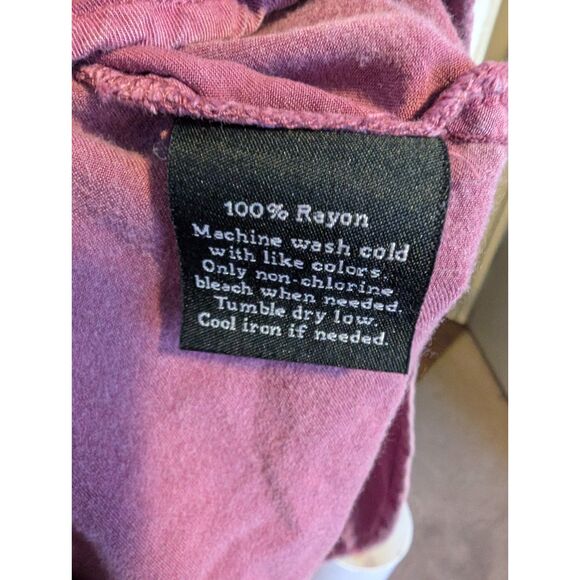 100% Rayon
Machine wash cold
with like colors.
Only non-chlorine
bleach when needed.
Tumble dry low.
Cool iron if needed.